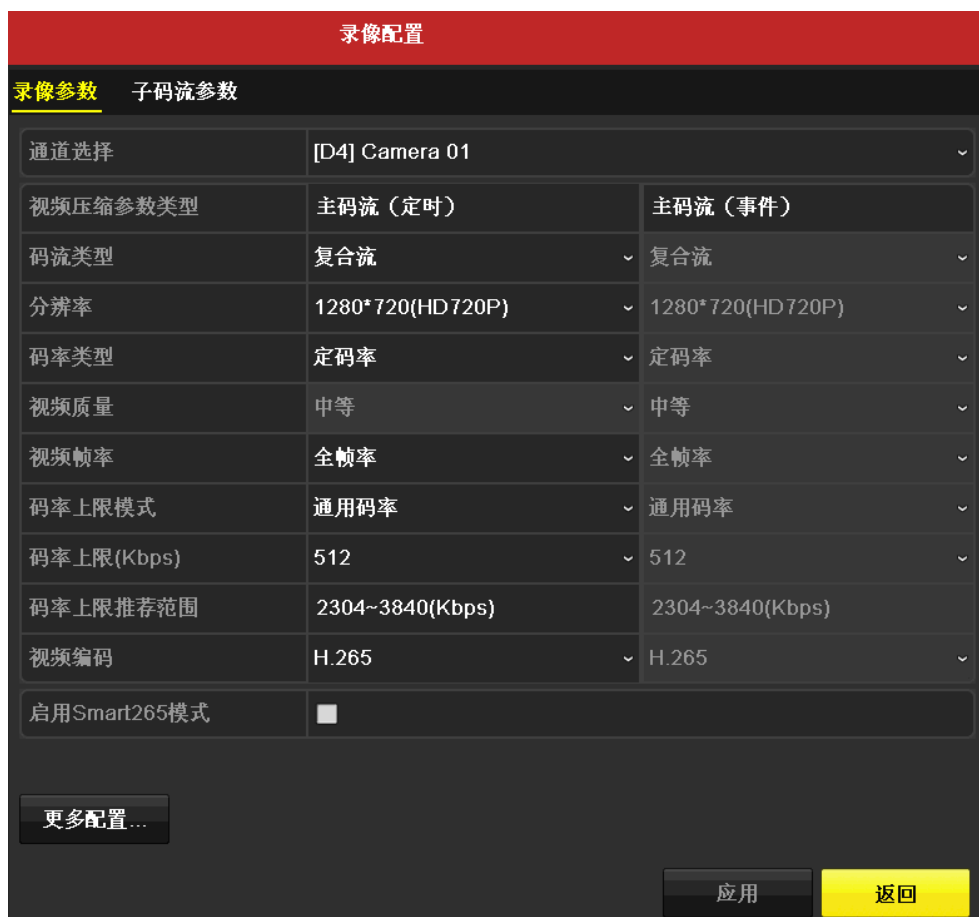 录像配置
录像参数 子码流参数
通道选择 [D4] Camera 01
视频压缩参数类型 主码流（定时） 主码流（事件）
码流类型 复合流 复合流
分辨率 1280*720(HD720P) 1280*720(HD720P)
码率类型 定码率 定码率
视频质量 中等 中等
视频帧率 全帧率 全帧率
码率上限模式 通用码率 通用码率
码率上限(Kbps) 512 512
码率上限推荐范围 2304~3840(Kbps) 2304~3840(Kbps)
视频编码 H.265 H.265
启用Smart265模式
更多配置...
应用 返回